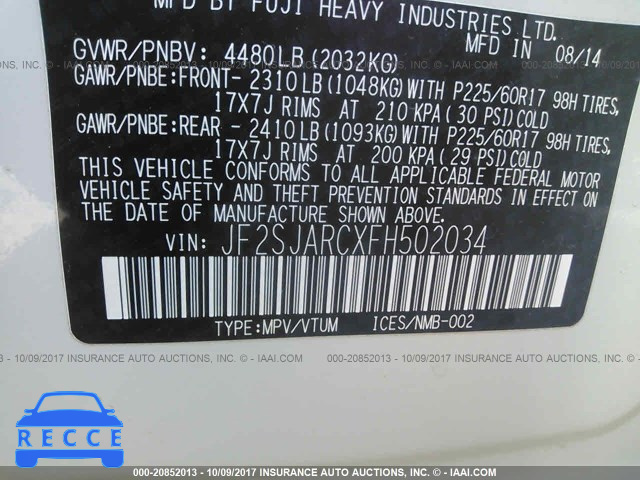 MFD BY FUJI HEAVY INDUSTRIES LTD.
MFD IN 08/14
GVWR/PNBV: 4480LB(2032KG)
GAWR/PNBE:FRONT- 2310LB(1048KG)WITH P225/60R17 98H TIRES,
17X7J RIMS AT 210 KPA(30 PSI)COLD
GAWR/PNBE:REAR - 2410LB(1093KG)WITH P225/60R17 98H TIRES,
17X7J RIMS AT 200 KPA(29 PSI)COLD
THIS VEHICLE CONFORMS TO ALL APPLICABLE FEDERAL MOTOR
VEHICLE SAFETY AND THEFT PREVENTION STANDARDS IN EFFECT ON
THE DATE OF MANUFACTURE SHOWN ABOVE.
VIN: JF2SJARCXFH502034
TYPE:MPV/VTUM ICES/NMB-002
000-20852013 - 10/09/2017 INSURANCE AUTO AUCTIONS © - IAAI.COM
RECCE
000-20852013 - 10/09/2017 INSURANCE AUTO AUCTIONS © - IAAI.COM